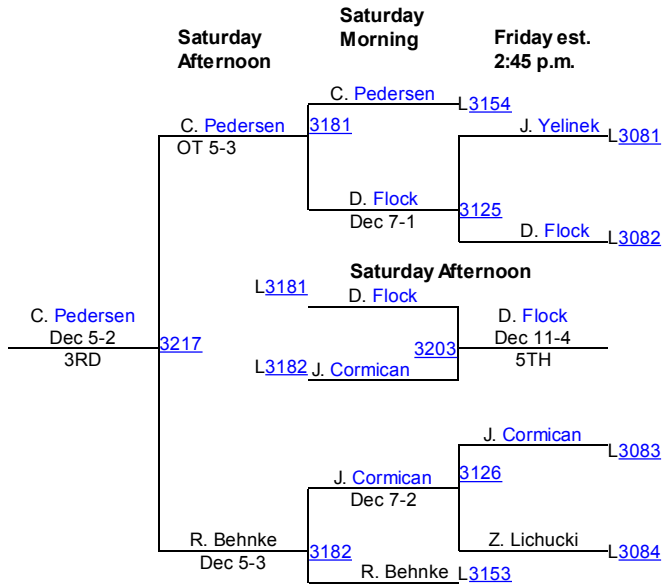 Saturday
Afternoon
Saturday
Morning
Friday est.
2:45 p.m.
C. Pedersen
L3154
C. Pedersen
3181
J. Yelinek
L3081
OT 5-3
D. Flock
3125
Dec 7-1
D. Flock
L3082
Saturday Afternoon
L3181
D. Flock
C. Pedersen
D. Flock
Dec 5-2
3217
3203
Dec 11-4
3RD
L3182
J. Cormican
5TH
J. Cormican
L3083
J. Cormican
3126
Dec 7-2
R. Behnke
3182
Z. Lichucki
L3084
Dec 5-3
R. Behnke
L3153